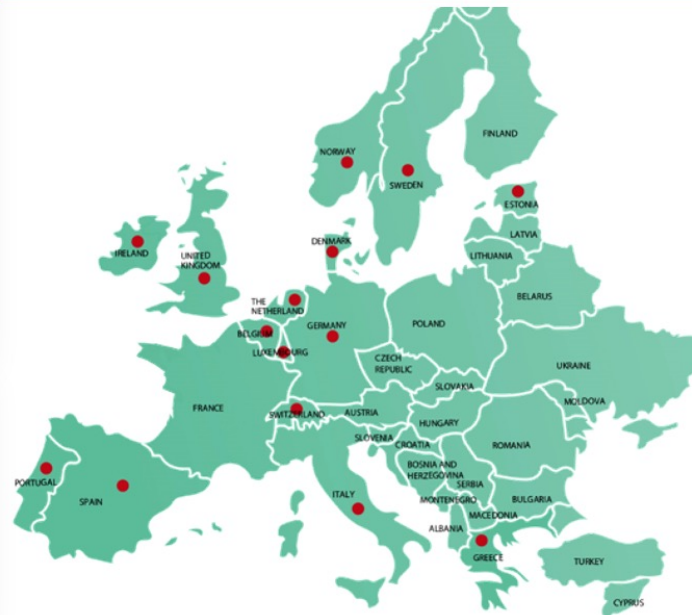 FINLAND
NORWAY
SWEDEN
ESTONIA
LATVIA
LITHUANIA
DENMARK
IRELAND
UNITED
KINGDOM
BELARUS
THE
NETHERLAND
BELGIUM
LUXEMBOURG
GERMANY
POLAND
CZECH
REPUBLIC
UKRAINE
SLOVAKIA
MOLDOVA
FRANCE
SWITZERLAND
AUSTRIA
HUNGARY
SLOVENIA
CROATIA
ROMANIA
BOSNIA AND
HERZEGOVINA
SERBIA
MONTENEGRO
BULGARIA
MACEDONIA
ALBANIA
PORTUGAL
SPAIN
ITALY
GREECE
TURKEY
CYPRUS